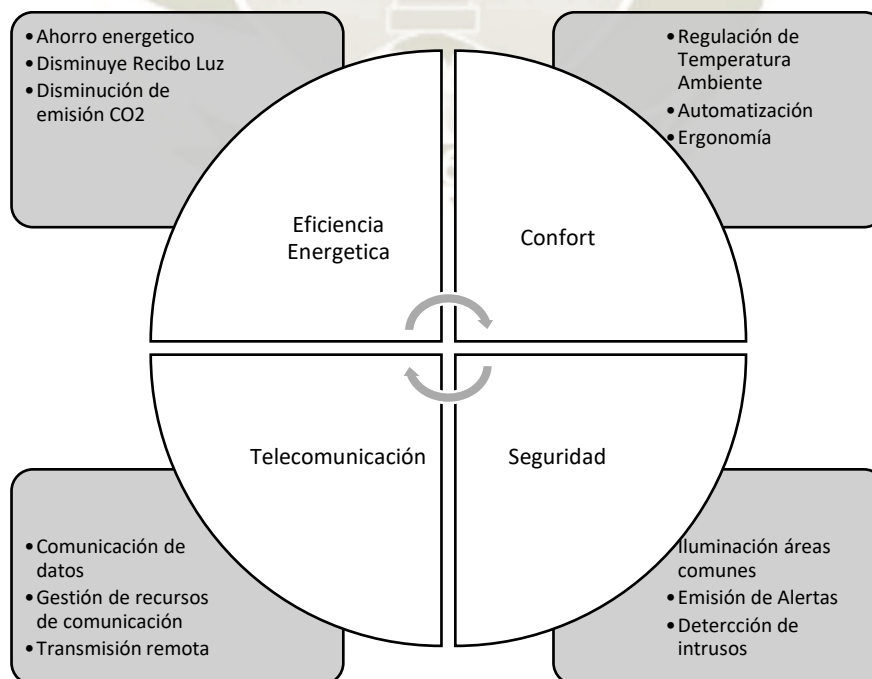 •Ahorro energetico
•Disminuye Recibo Luz
•Disminución de
emisión CO2
•Regulación de
Temperatura
Ambiente
•Automatización
•Ergonomía
Eficiencia
Energetica
Confort
Telecomunicación
Seguridad
•Comunicación de
datos
•Gestión de recursos
de comunicación
•Transmisión remota
Iluminación áreas
comunes
•Emisión de Alertas
•Detercción de
intrusos